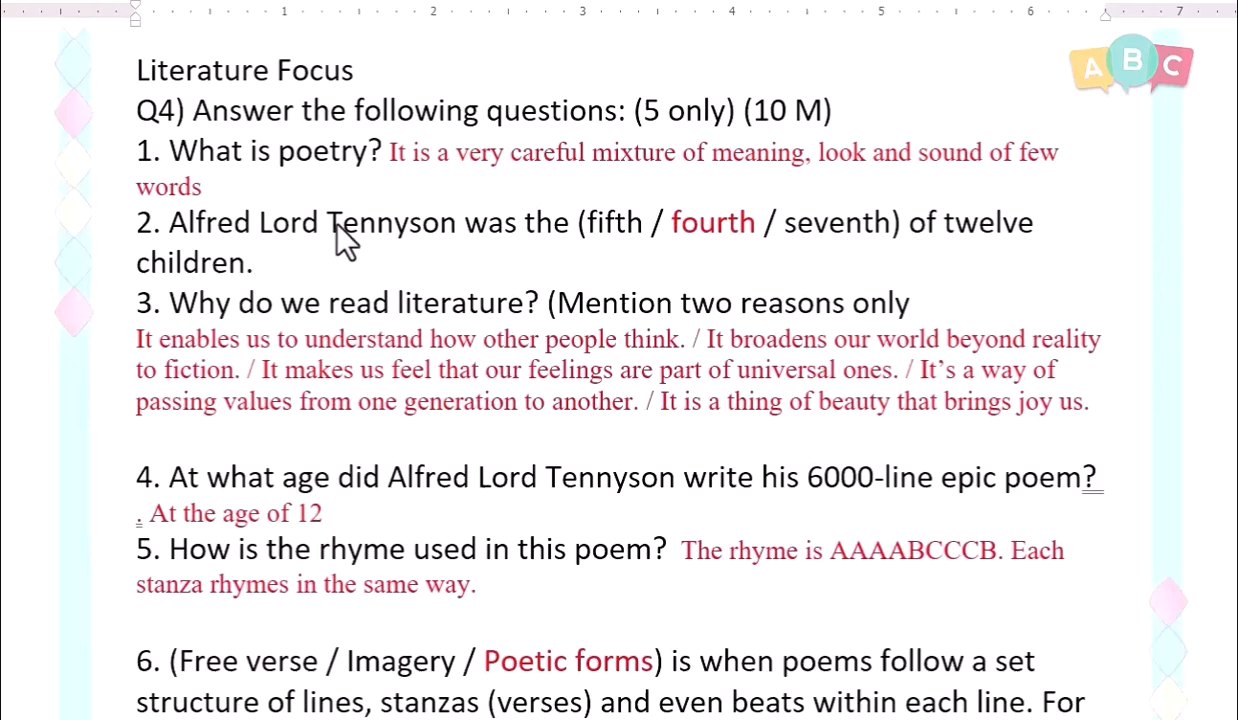 1 2 3 4 5 6 7
A B C
Literature Focus
Q4) Answer the following questions: (5 only) (10 M)
1. What is poetry? It is a very careful mixture of meaning, look and sound of few
words
2. Alfred Lord Tennyson was the (fifth / fourth / seventh) of twelve
children.
3. Why do we read literature? (Mention two reasons only
It enables us to understand how other people think. / It broadens our world beyond reality
to fiction. / It makes us feel that our feelings are part of universal ones. / It’s a way of
passing values from one generation to another. / It is a thing of beauty that brings joy us.
4. At what age did Alfred Lord Tennyson write his 6000-line epic poem?
. At the age of 12
5. How is the rhyme used in this poem? The rhyme is AAAABCCCB. Each
stanza rhymes in the same way.
6. (Free verse / Imagery / Poetic forms) is when poems follow a set
structure of lines, stanzas (verses) and even beats within each line. For